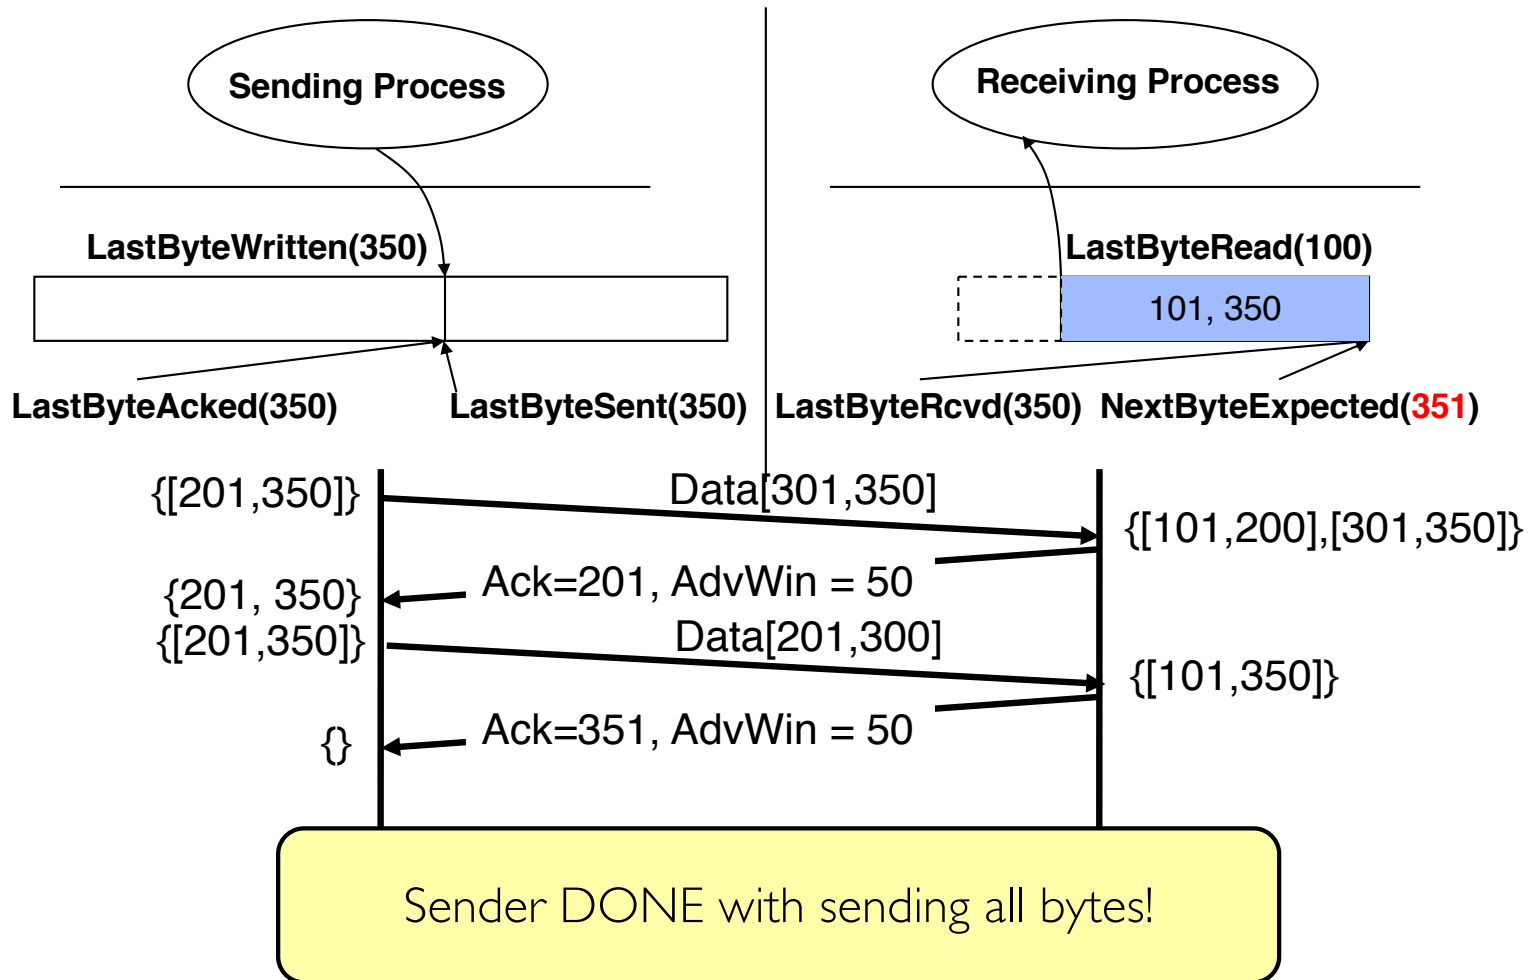 Sending Process
Receiving Process
LastByteWritten(350)
LastByteRead(100)
101, 350
LastByteAcked(350)
LastByteSent(350)
LastByteRcvd(350)
NextByteExpected(351)
{[201,350]}
Data[301,350]
{[101,200],[301,350]}
Ack=201, AdvWin = 50
{201, 350}
{[201,350]}
Data[201,300]
{[101,350]}
Ack=351, AdvWin = 50
{}
Sender DONE with sending all bytes!